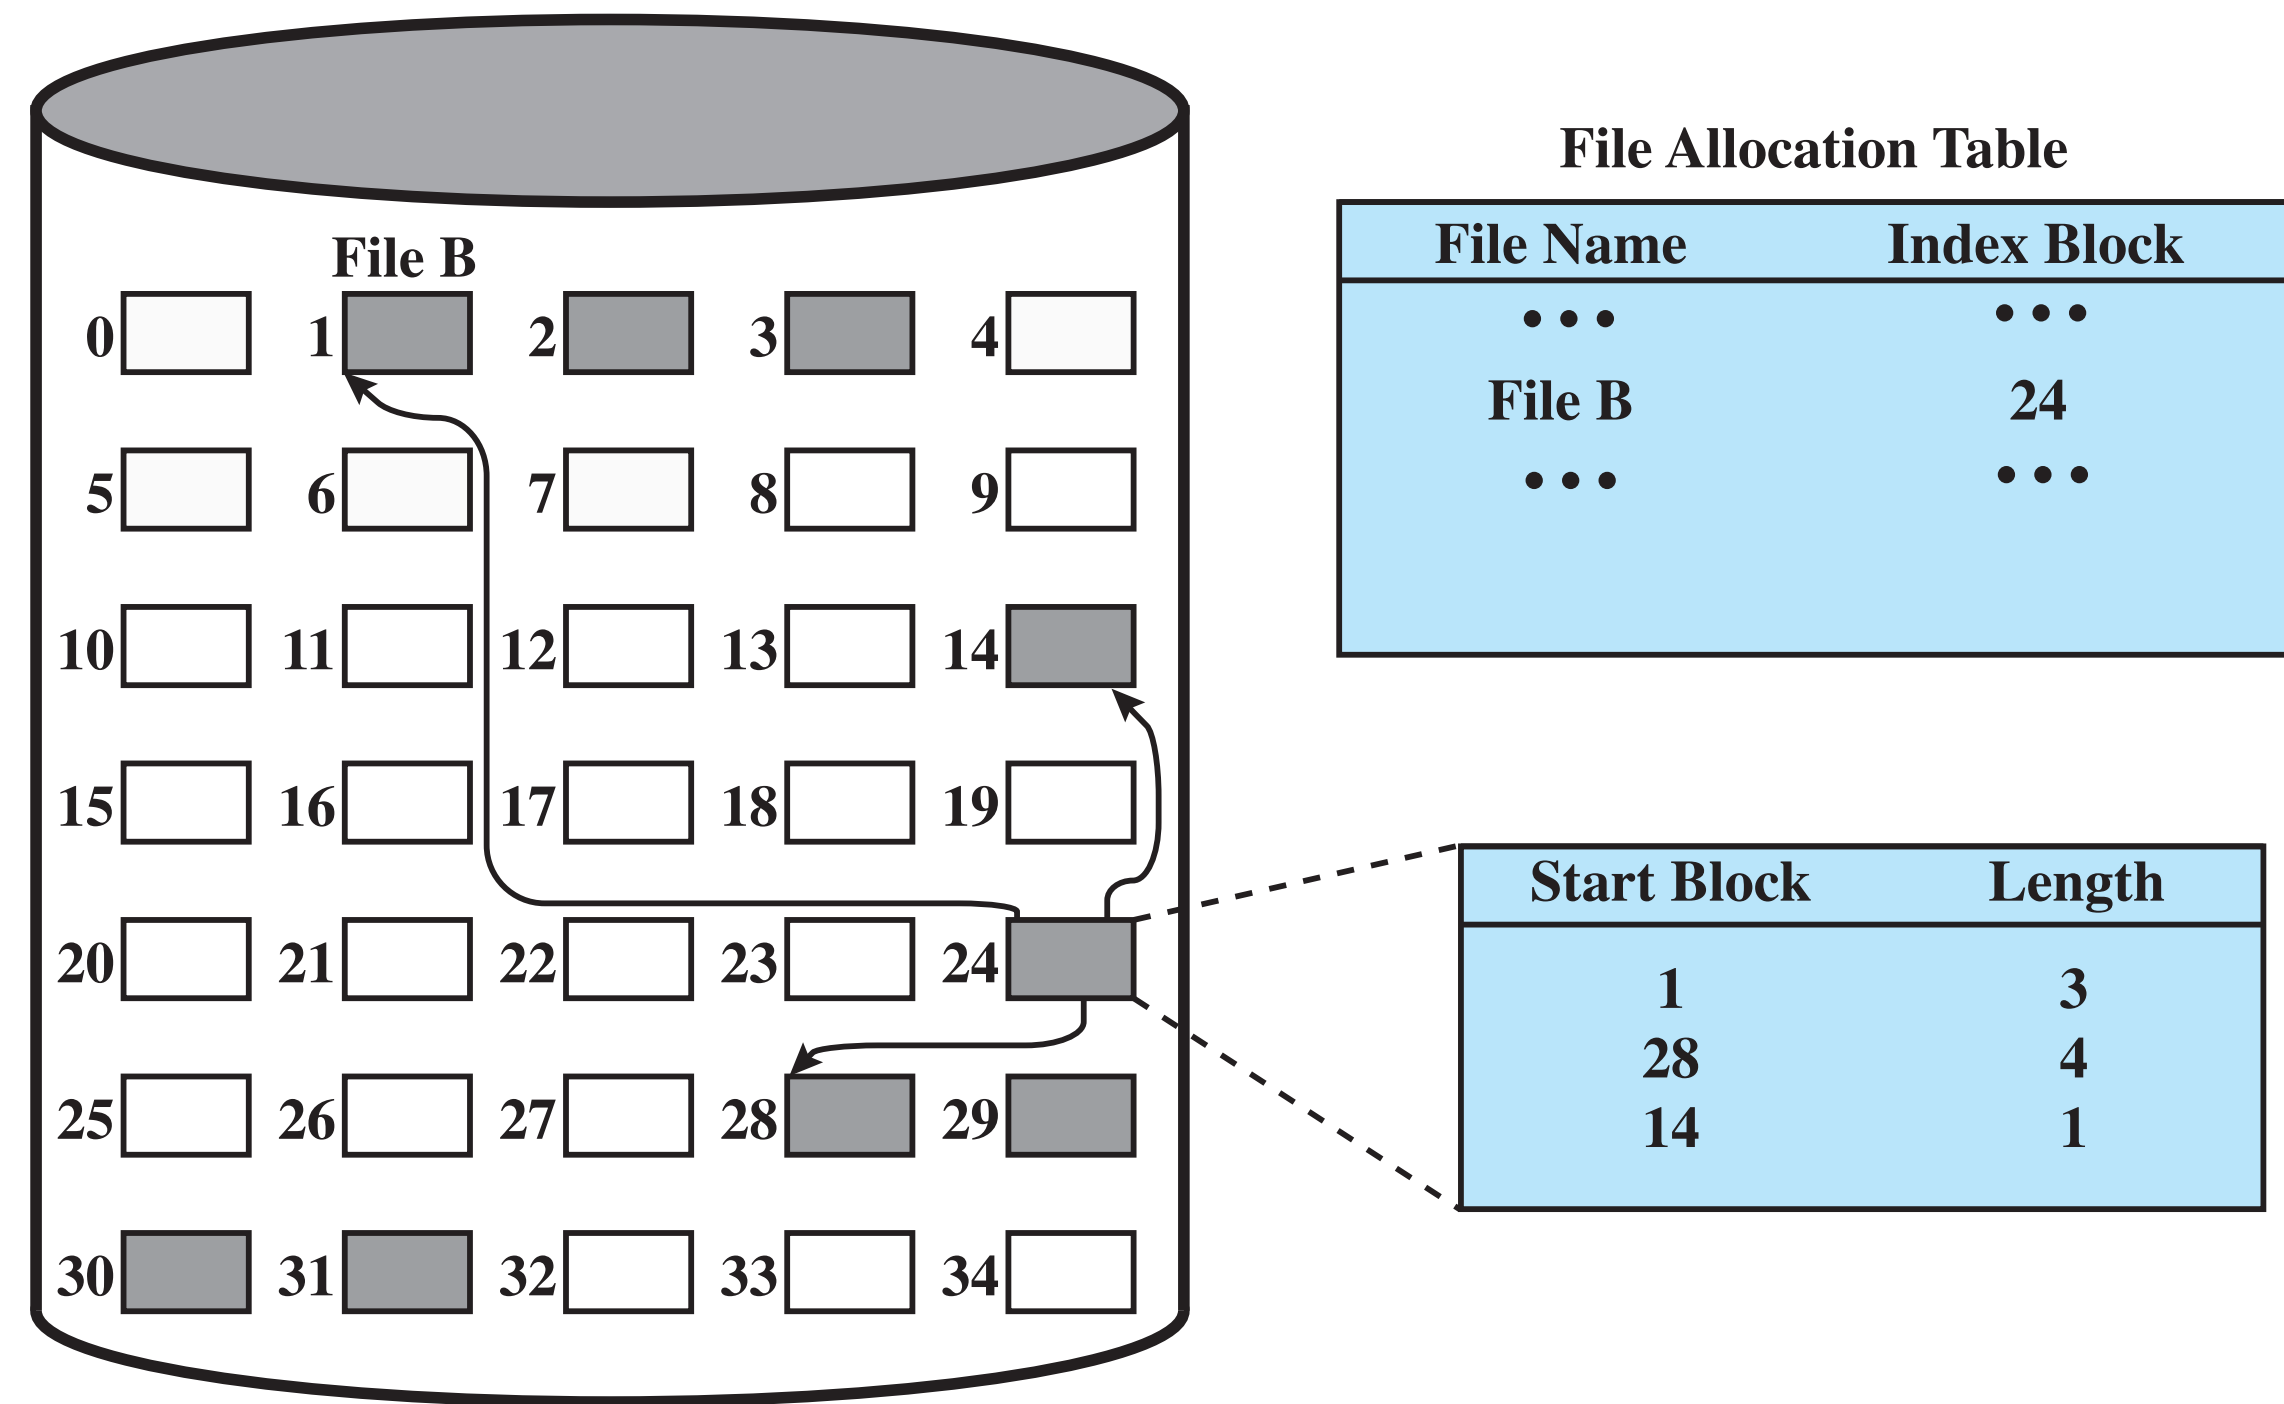 File Allocation Table
File Name Index Block
• • • • • •
File B 24
• • • • • •
File B
0 1 2 3 4
5 6 7 8 9
10 11 12 13 14
15 16 17 18 19
20 21 22 23 24
25 26 27 28 29
30 31 32 33 34
Start Block Length
1 3
28 4
14 1